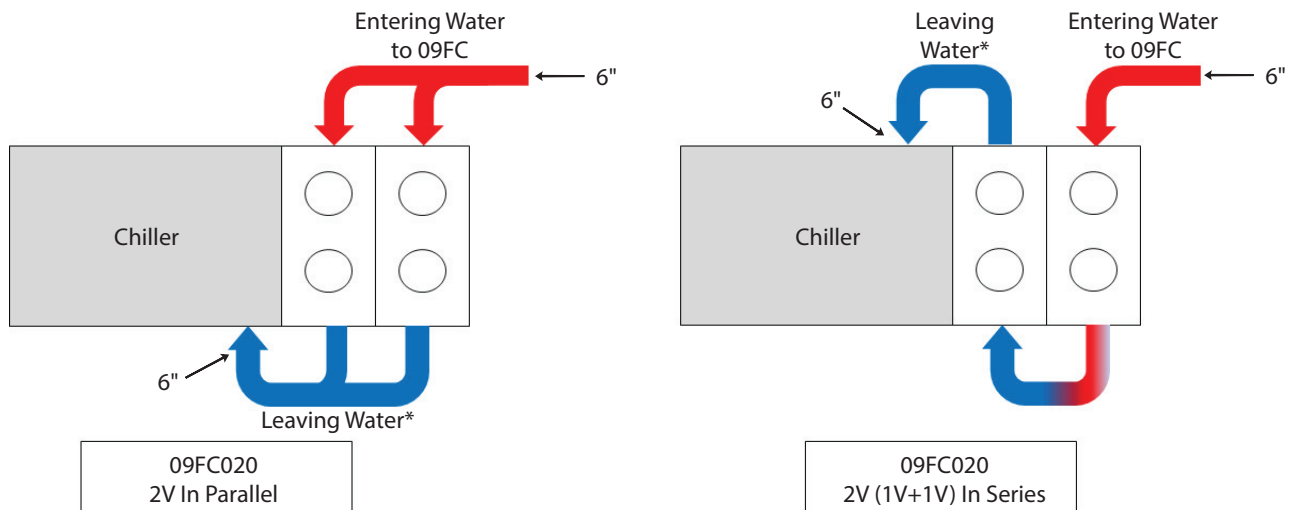 Entering Water
to 09FC
6"
Chiller
6"
Leaving Water*
09FC020
2V In Parallel
Leaving
Water*
Entering Water
to 09FC
6"
6"
Chiller
09FC020
2V (1V+1V) In Series